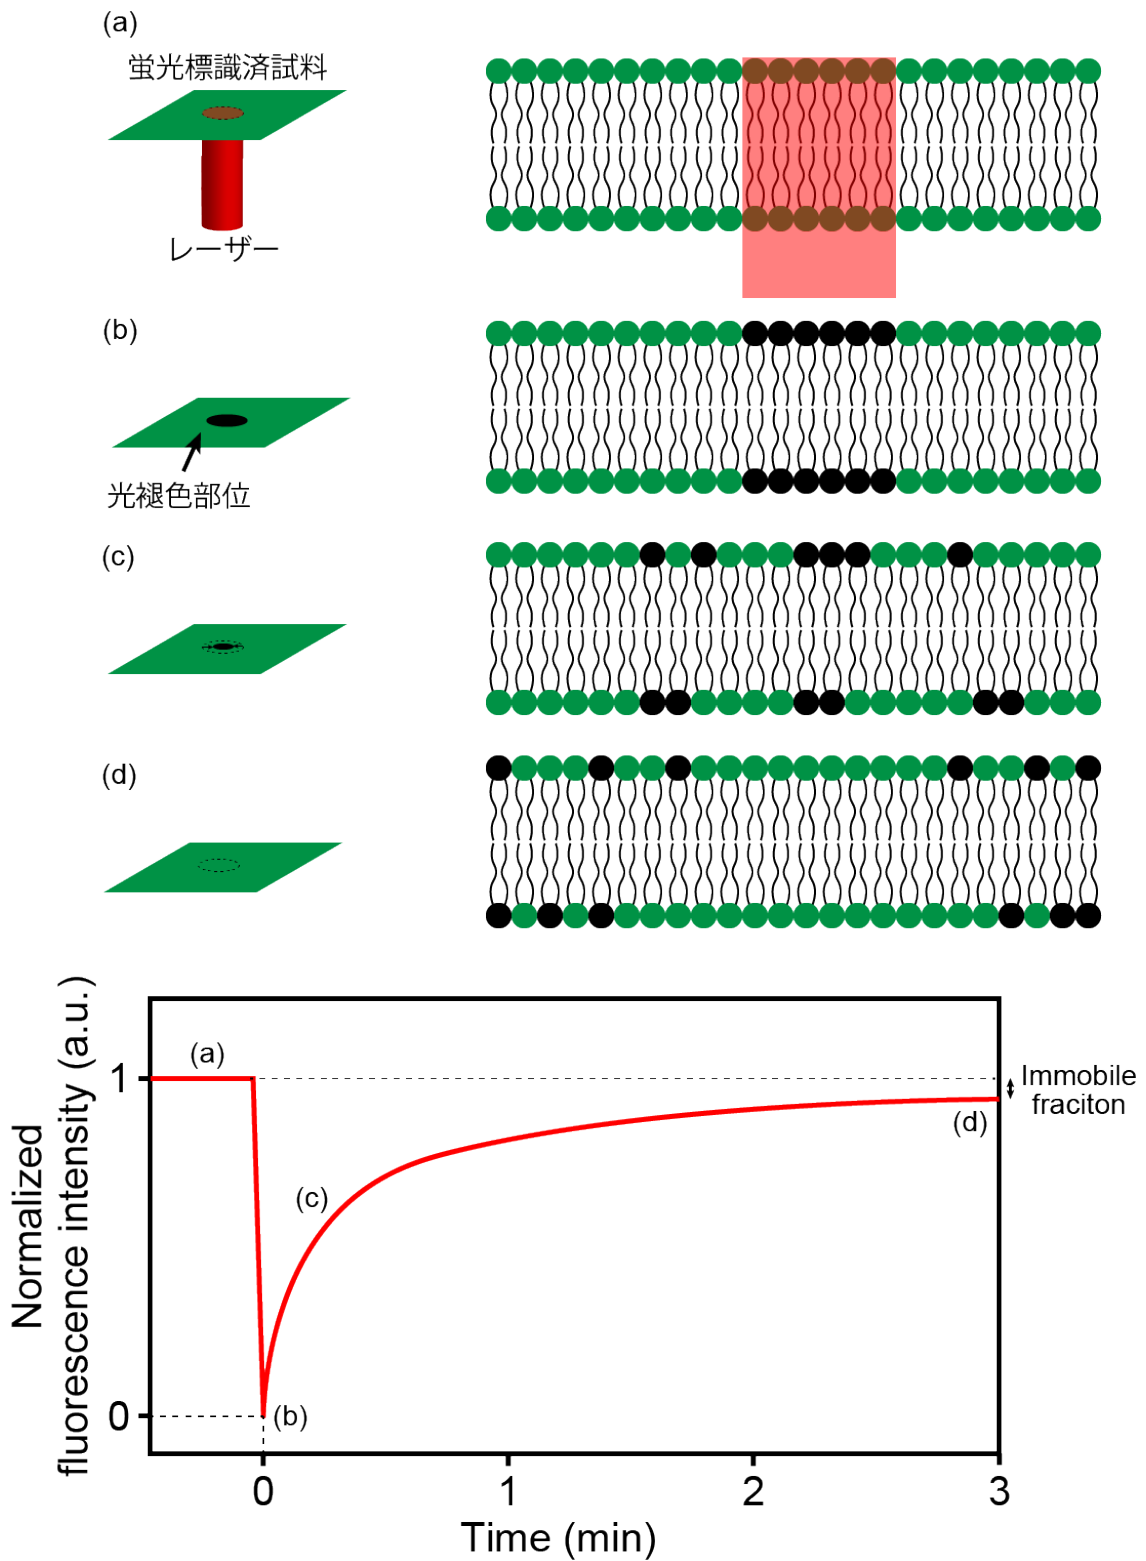 (a)
蛍光標識済試料
レーザー
(b)
光褪色部位
(c)
(d)
Normalized
fluorescence intensity (a.u.)
1
0
(a)
(b)
(c)
(d)
Immobile
fraciton
0
1
2
3
Time (min)